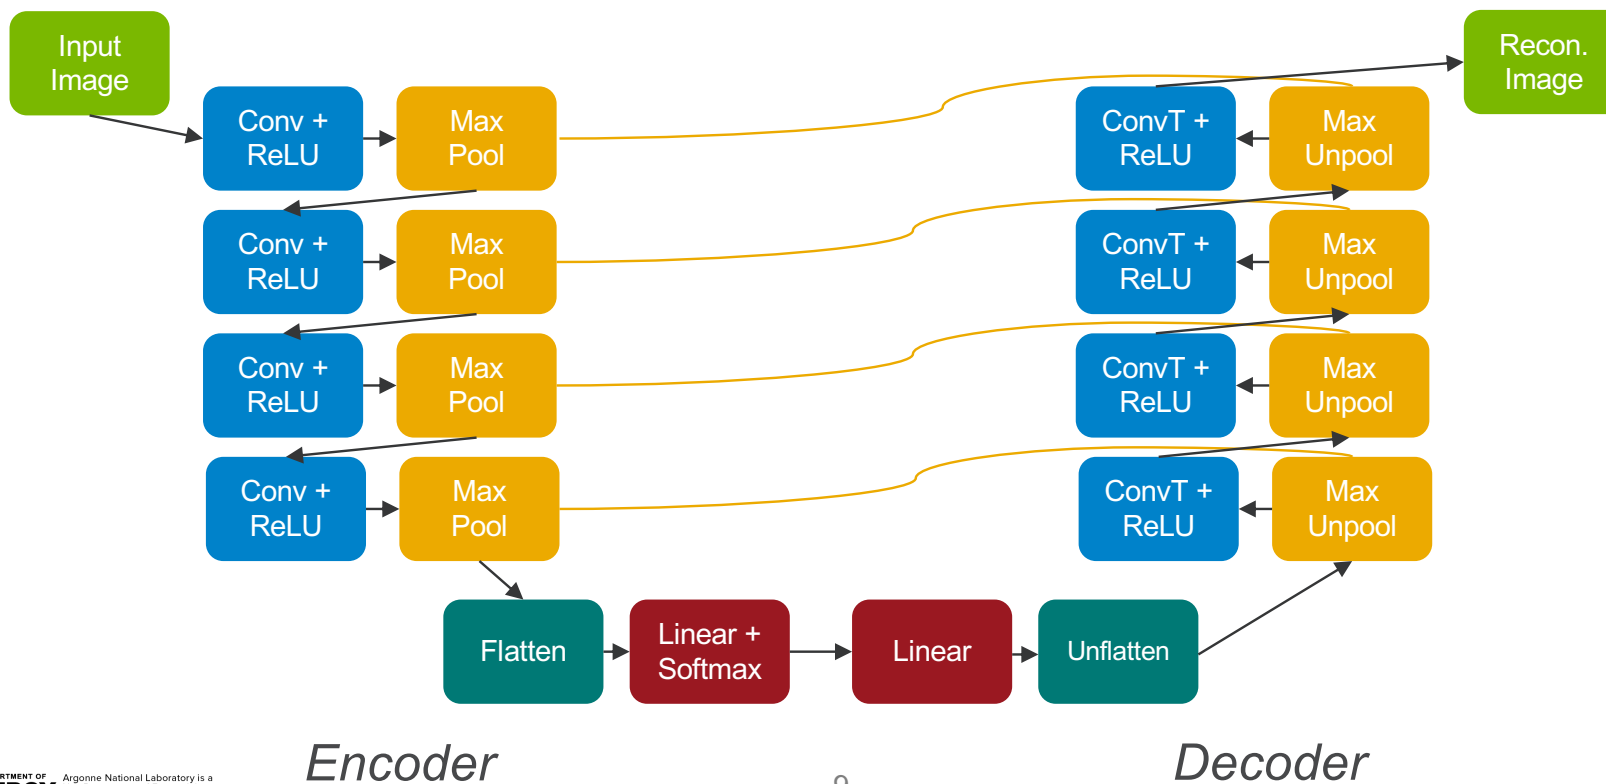 Input
Image
Recon.
Image
Conv +
ReLU
Max
Pool
ConvT +
ReLU
Max
Unpool
Conv +
ReLU
Max
Pool
ConvT +
ReLU
Max
Unpool
Conv +
ReLU
Max
Pool
ConvT +
ReLU
Max
Unpool
Conv +
ReLU
Max
Pool
ConvT +
ReLU
Max
Unpool
Flatten
Linear +
Softmax
Linear
Unflatten
Encoder
Decoder
Argonne National Laboratory is a